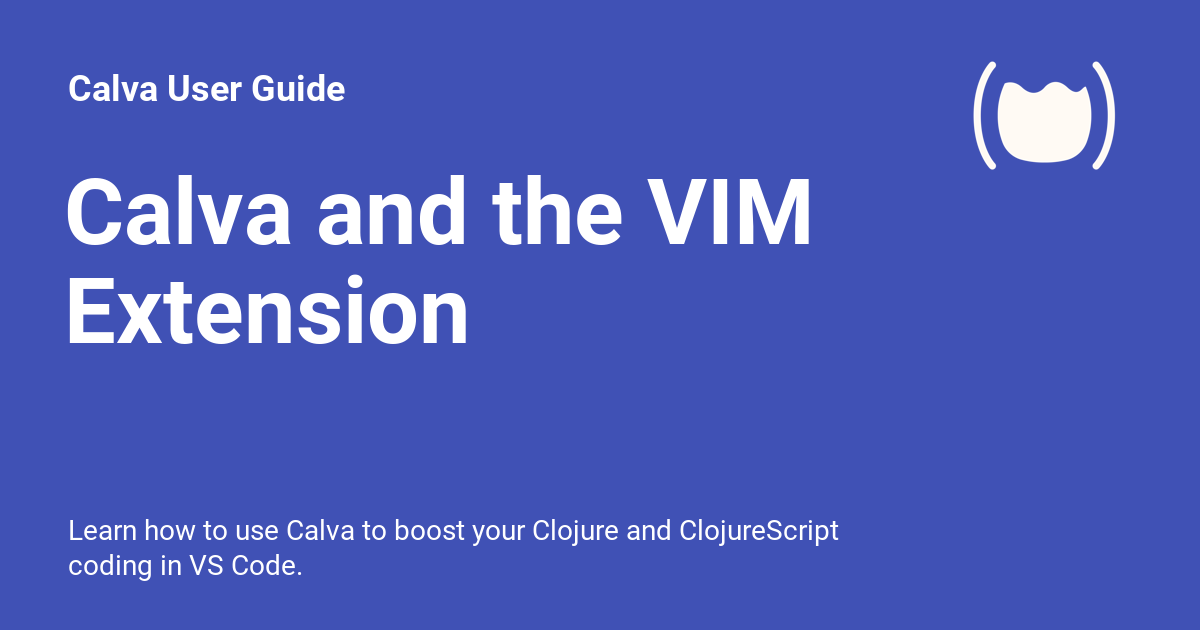 Calva User Guide
Calva and the VIM
Extension
Learn how to use Calva to boost your Clojure and ClojureScript
coding in VS Code.